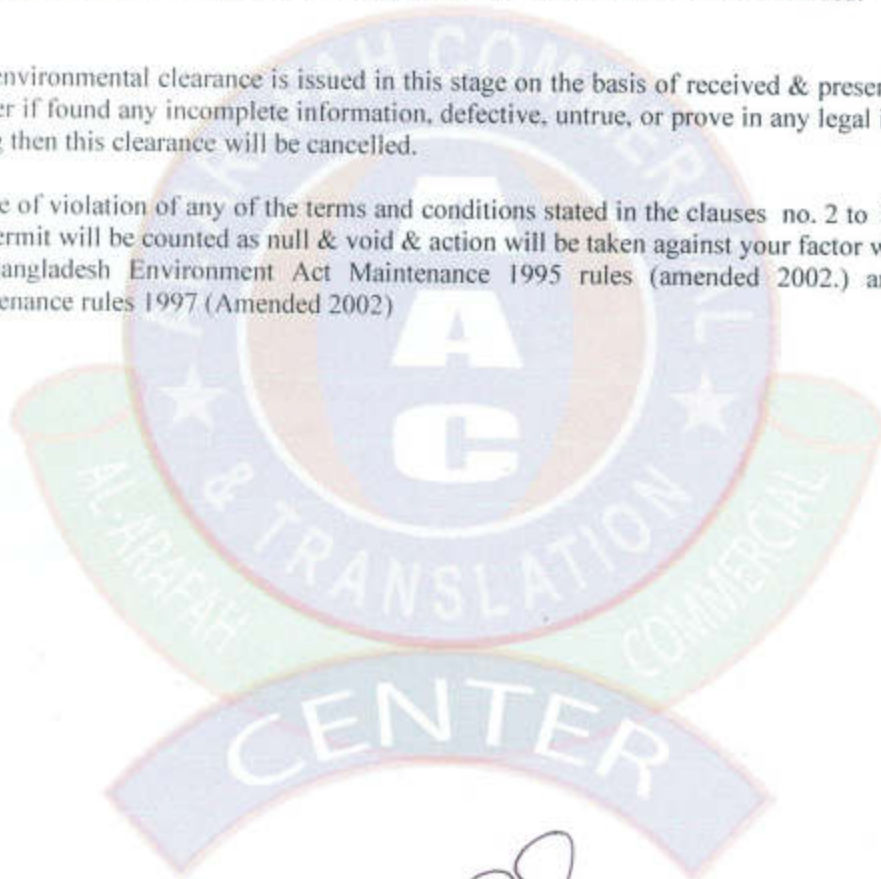 environmental clearance is issued in this stage on the basis of received & presen
er if found any incomplete information, defective, untrue, or prove in any legal i
g then this clearance will be cancelled.
e of violation of any of the terms and conditions stated in the clauses no. 2 to
ermit will be counted as null & void & action will be taken against your factor w
angladesh Environment Act Maintenance 1995 rules (amended 2002.) a
enance rules 1997 (Amended 2002)
AL-ARAFAH COMMERCIAL
& TRANSLATION
A
A
C
AL-ARAFAH
COMMERCIAL
CENTER